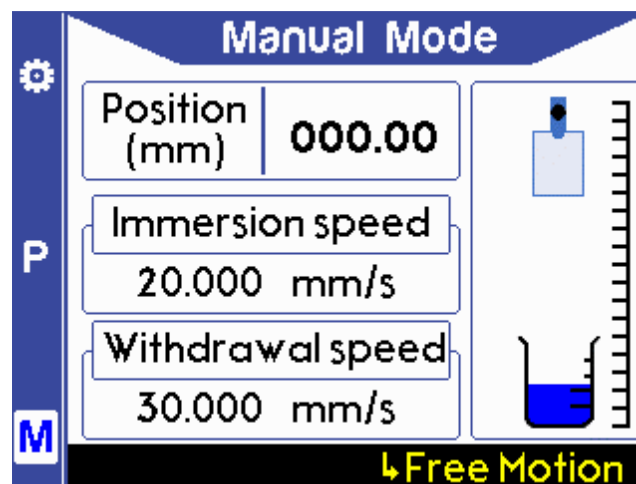 Manual Mode
Position
(mm)
000.00
Immersion speed
20.000 mm/s
Withdrawal speed
30.000 mm/s
P
M
↳Free Motion